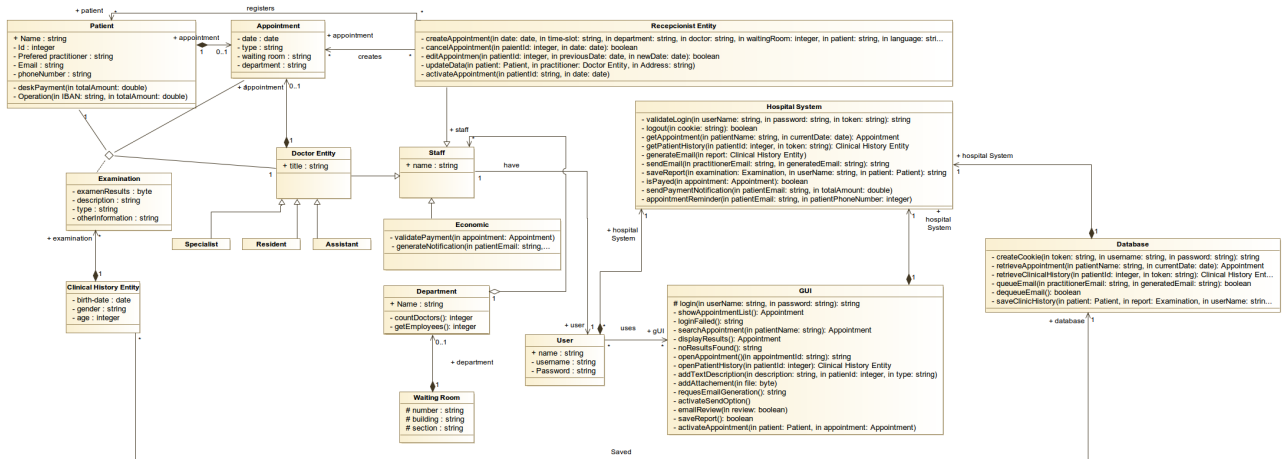 + patient
registers
Patient
+ Name : string
- Id : integer
- Prefered practitioner : string
- Email : string
- phoneNumber : string
- deskPayment(in totalAmount: double)
- Operation(in IBAN: string, in totalAmount: double)
+ appointment
1
0..1
Appointment
- date : date
- type : string
- waiting room : string
- department : string
+ appointment
*
*
creates
*
*
Recepcionist Entity
- createAppointment(in date: date, in time-slot: string, in department: string, in doctor: string, in waitingRoom: integer, in patient: string, in language: stri...
- cancelAppointment(in paientId: integer, in date: date): boolean
- editAppointmen(in patientId: integer, in previousDate: date, in newDate: date): boolean
- updateData(in patient: Patient, in practitioner: Doctor Entity, in Address: string)
- activateAppointment(in patientId: string, in date: date)
+ appointment
0..1
1
1
1
1
Doctor Entity
+ title : string
+ staff
*
Staff
+ name : string
1
have
1
Examination
- examenResults : byte
- description : string
- type : string
- otherInformation : string
Specialist
Resident
Assistant
Economic
- validatePayment(in appointment: Appointment)
- generateNotification(in patientEmail: string,...
+ examination
*
1
Clinical History Entity
- birth-date : date
- gender : string
- age : integer
*
Department
+ Name : string
- countDoctors(): integer
- getEmployees(): integer
1
0..1
+ department
1
Waiting Room
# number : string
# building : string
# section : string
Hospital System
- validateLogin(in userName: string, in password: string, in token: string): string
- logout(in cookie: string): boolean
- getAppointment(in patientName: string, in currentDate: date): Appointment
- getPatientHistory(in patientId: integer, in token: string): Clinical History Entity
- generateEmail(in report: Clinical History Entity)
- sendEmail(in practitionerEmail: string, in generatedEmail: string): string
- saveReport(in examination: Examination, in userName: string, in patient: Patient): string
- isPayed(in appointment: Appointment): boolean
- sendPaymentNotification(in patientEmail: string, in totalAmount: double)
- appointmentReminder(in patientEmail: string, in patientPhoneNumber: integer)
+ hospital System
1
1
+ hospital
System
1
+ hospital
System
1
+ user
1
*
User
+ name : string
- username : string
- Password : string
uses
*
+ gUI
*
1
GUI
# login(in userName: string, in password: string): string
- showAppointmentList(): Appointment
- loginFailed(): string
- searchAppointment(in patientName: string): Appointment
- displayResults(): Appointment
- noResultsFound(): string
- openAppointment()(in appointmentId: string): string
- openPatientHistory(in patientId: integer): Clinical History Entity
- addTextDescription(in description: string, in patienId: integer, in type: string)
- addAttachement(in file: byte)
- requesEmailGeneration(): string
- activateSendOption()
- emailReview(in review: boolean)
- saveReport(): boolean
- activateAppointment(in patient: Patient, in appointment: Appointment)
1
Database
- createCookie(in token: string, in username: string, in password: string): string
- retrieveAppointment(in patientName: string, in currentDate: date): Appointment
- retrieveClinicalHistory(in patientId: integer, in token: string): Clinical History Ent...
- queueEmail(in practitionerEmail: string, in generatedEmail: string): boolean
- dequeueEmail(): boolean
- saveClinicHistory(in patient: Patient, in report: Examination, in userName: strin...
+ database
1
Saved